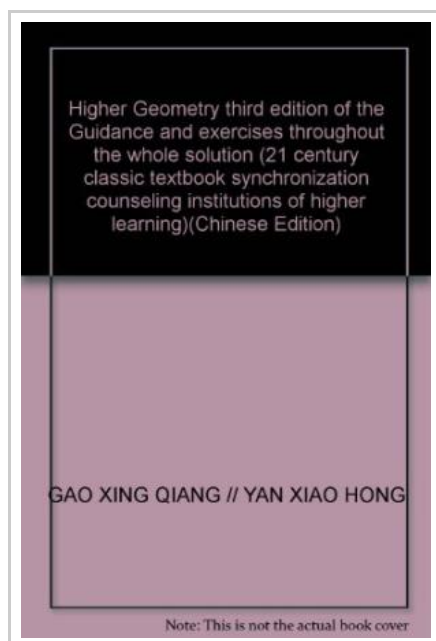 Higher Geometry third edition of the
Guidance and exercises throughout
the whole solution (21 century
classic textbook synchronization
counseling institutions of higher
learning)(Chinese Edition)
GAO XING QIANG // YAN XIAO HONG
Note: This is not the actual book cover